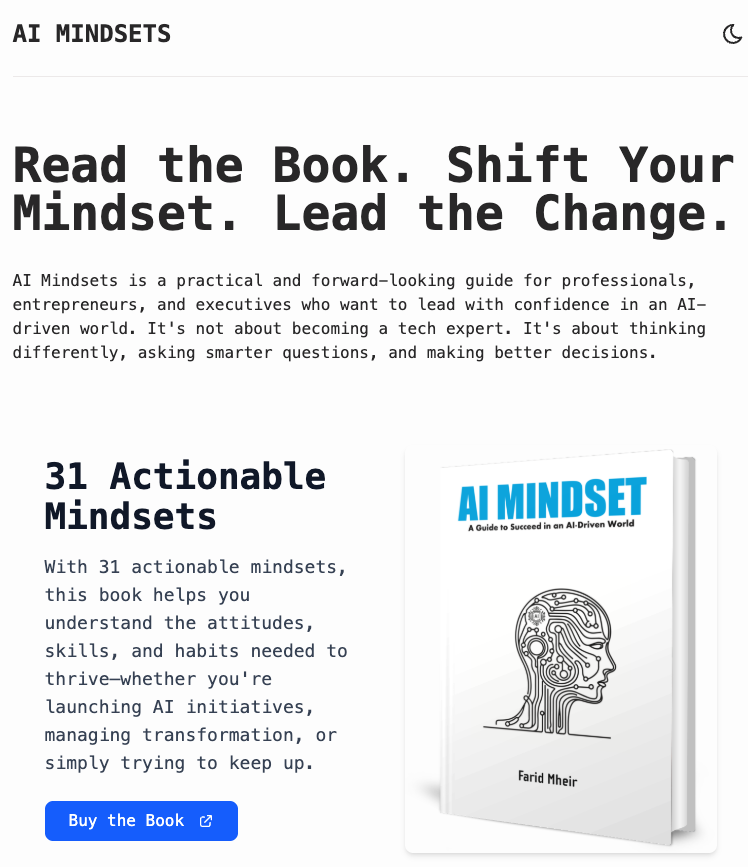 AI MINDSETS
Read the Book. Shift Your
Mindset. Lead the Change.
AI Mindsets is a practical and forward-looking guide for professionals,
entrepreneurs, and executives who want to lead with confidence in an AI-
driven world. It's not about becoming a tech expert. It's about thinking
differently, asking smarter questions, and making better decisions.
31 Actionable
Mindsets
With 31 actionable mindsets,
this book helps you
understand the attitudes,
skills, and habits needed to
thrive—whether you're
launching AI initiatives,
managing transformation, or
simply trying to keep up.
Buy the Book
AI MINDSET
A Guide to Succeed in an AI-Driven World
Farid Mheir